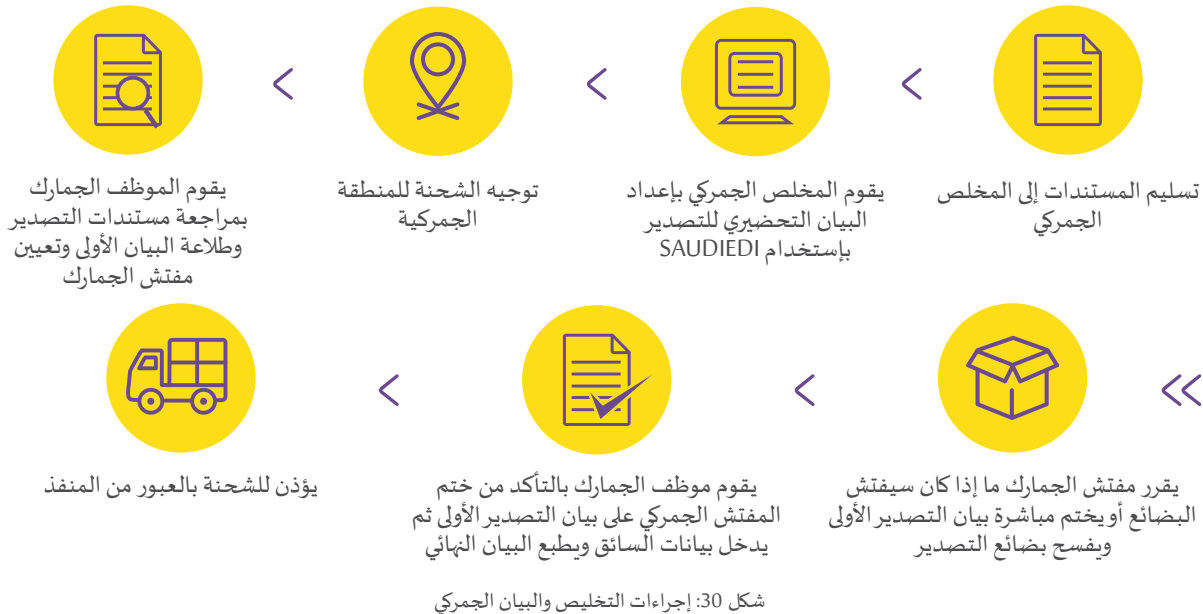 تسليم المستندات إلى المخلص
الجمركي
يقوم المخلص الجمركي بإعداد
البيان التحضيري للتصدير
بإستخدام SAUDIEDI
توجيه الشحنة للمنطقة
الجمركية
يقوم الموظف الجمارك
بمراجعة مستندات التصدير
وطلاعة البيان الأولى وتعيين
مفتش الجمارك
يقرر مفتش الجمارك ما إذا كان سيفتش
البضائع أو يختم مباشرة بيان التصدير الأولى
ويفسح بضائع التصدير
يقوم موظف الجمارك بالتأكد من ختم
المفتش الجمركي على بيان التصدير الأولى ثم
يدخل بيانات السائق ويطبع البيان النهائي
يؤذن للشحنة بالعبور من المنفذ
شكل 30: إجراءات التخليص والبيان الجمركي